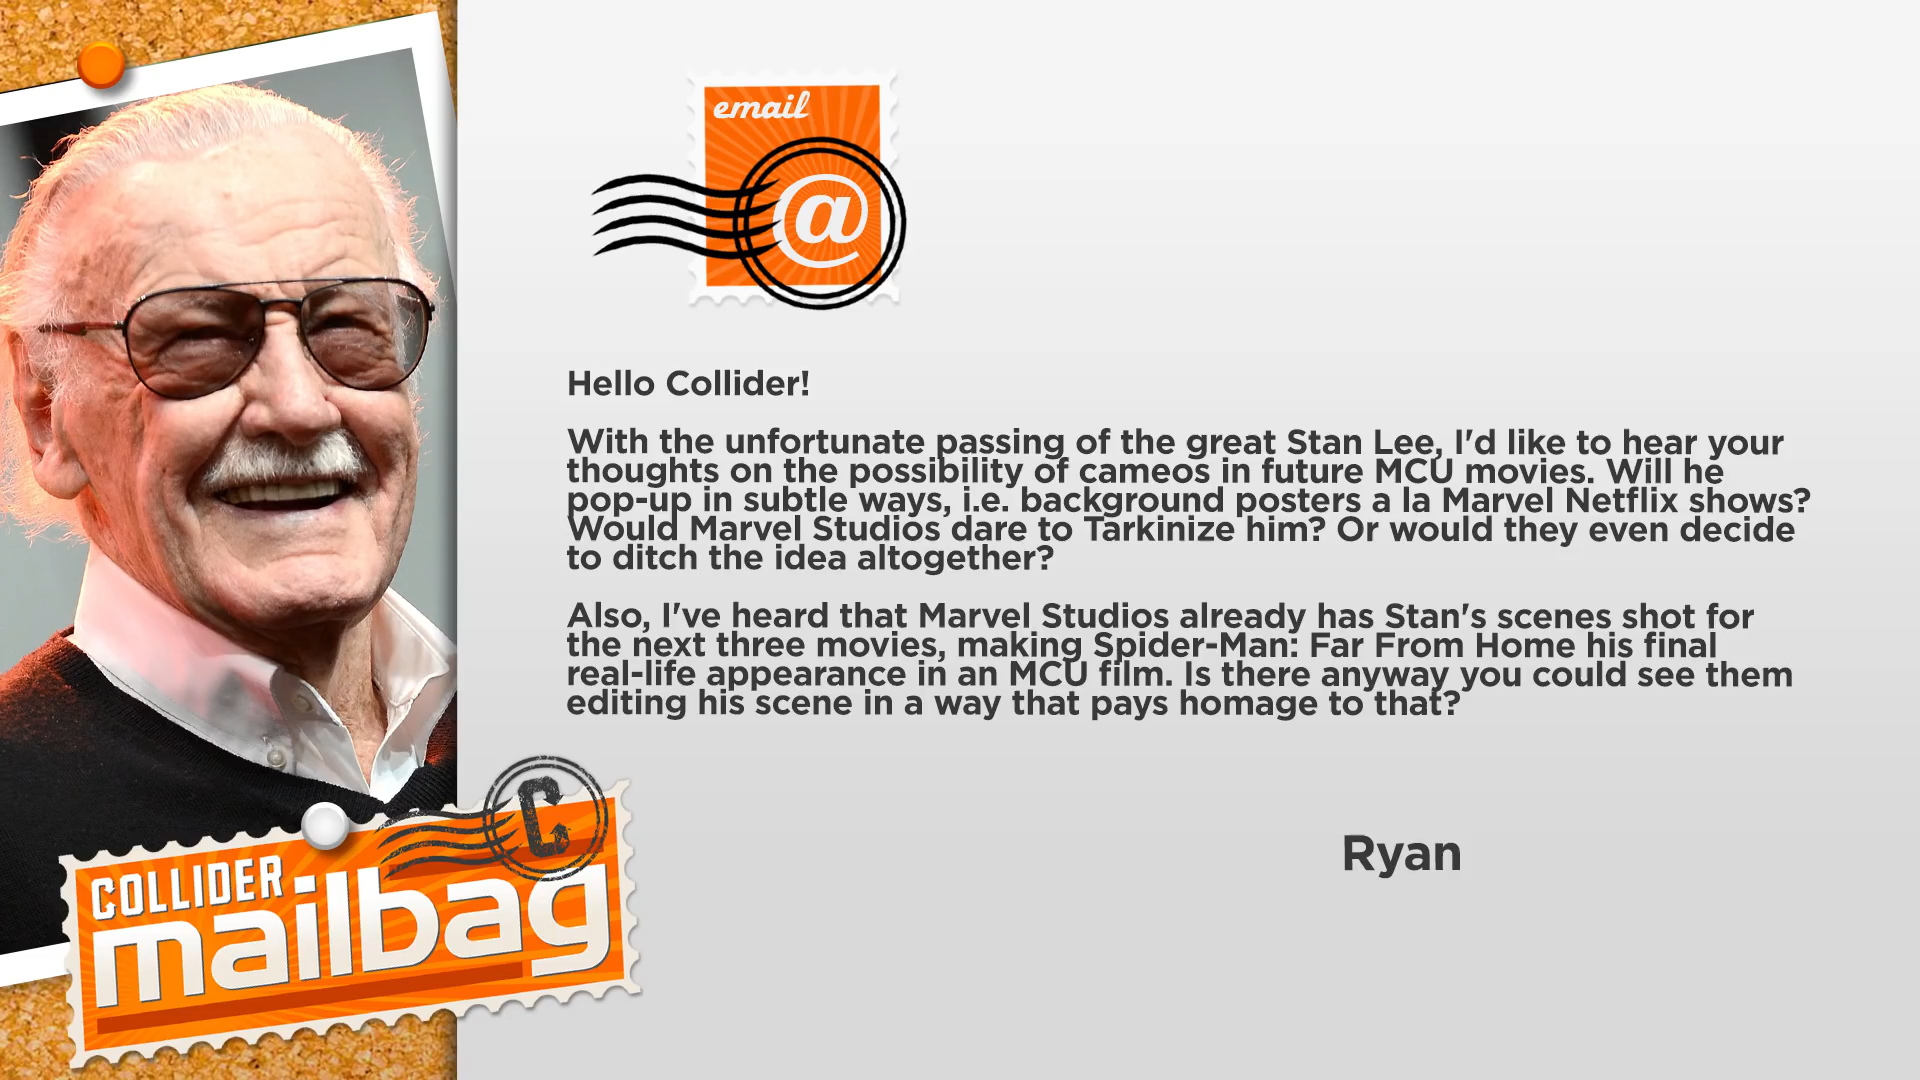 email
@
Hello Collider!
With the unfortunate passing of the great Stan Lee, I'd like to hear your
thoughts on the possibility of cameos in future MCU movies. Will he
pop-up in subtle ways, i.e. background posters a la Marvel Netflix shows?
Would Marvel Studios dare to Tarkinize him? Or would they even decide
to ditch the idea altogether?
Also, I've heard that Marvel Studios already has Stan's scenes shot for
the next three movies, making Spider-Man: Far From Home his final
real-life appearance in an MCU film. Is there anyway you could see them
editing his scene in a way that pays homage to that?
Ryan
C
COLLIDER
mailbag